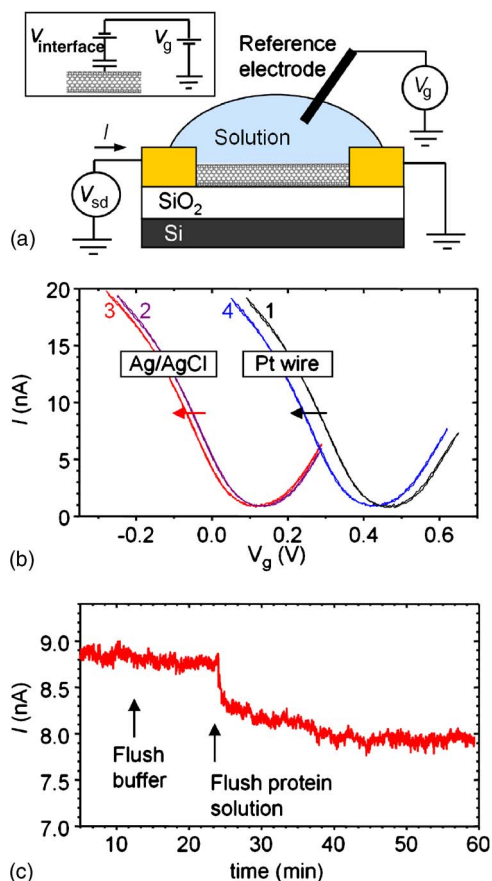 V_interface
V_g
Reference
electrode
V_g
Solution
I
V_sd
SiO₂
Si
(a)
20
15
10
5
0
I (nA)
3
2
4
1
Ag/AgCl
Pt wire
-0.2
0.0
0.2
0.4
0.6
V_g (V)
(b)
9.0
8.5
8.0
7.5
7.0
I (nA)
Flush
buffer
Flush protein
solution
10
20
30
40
50
60
time (min)
(c)